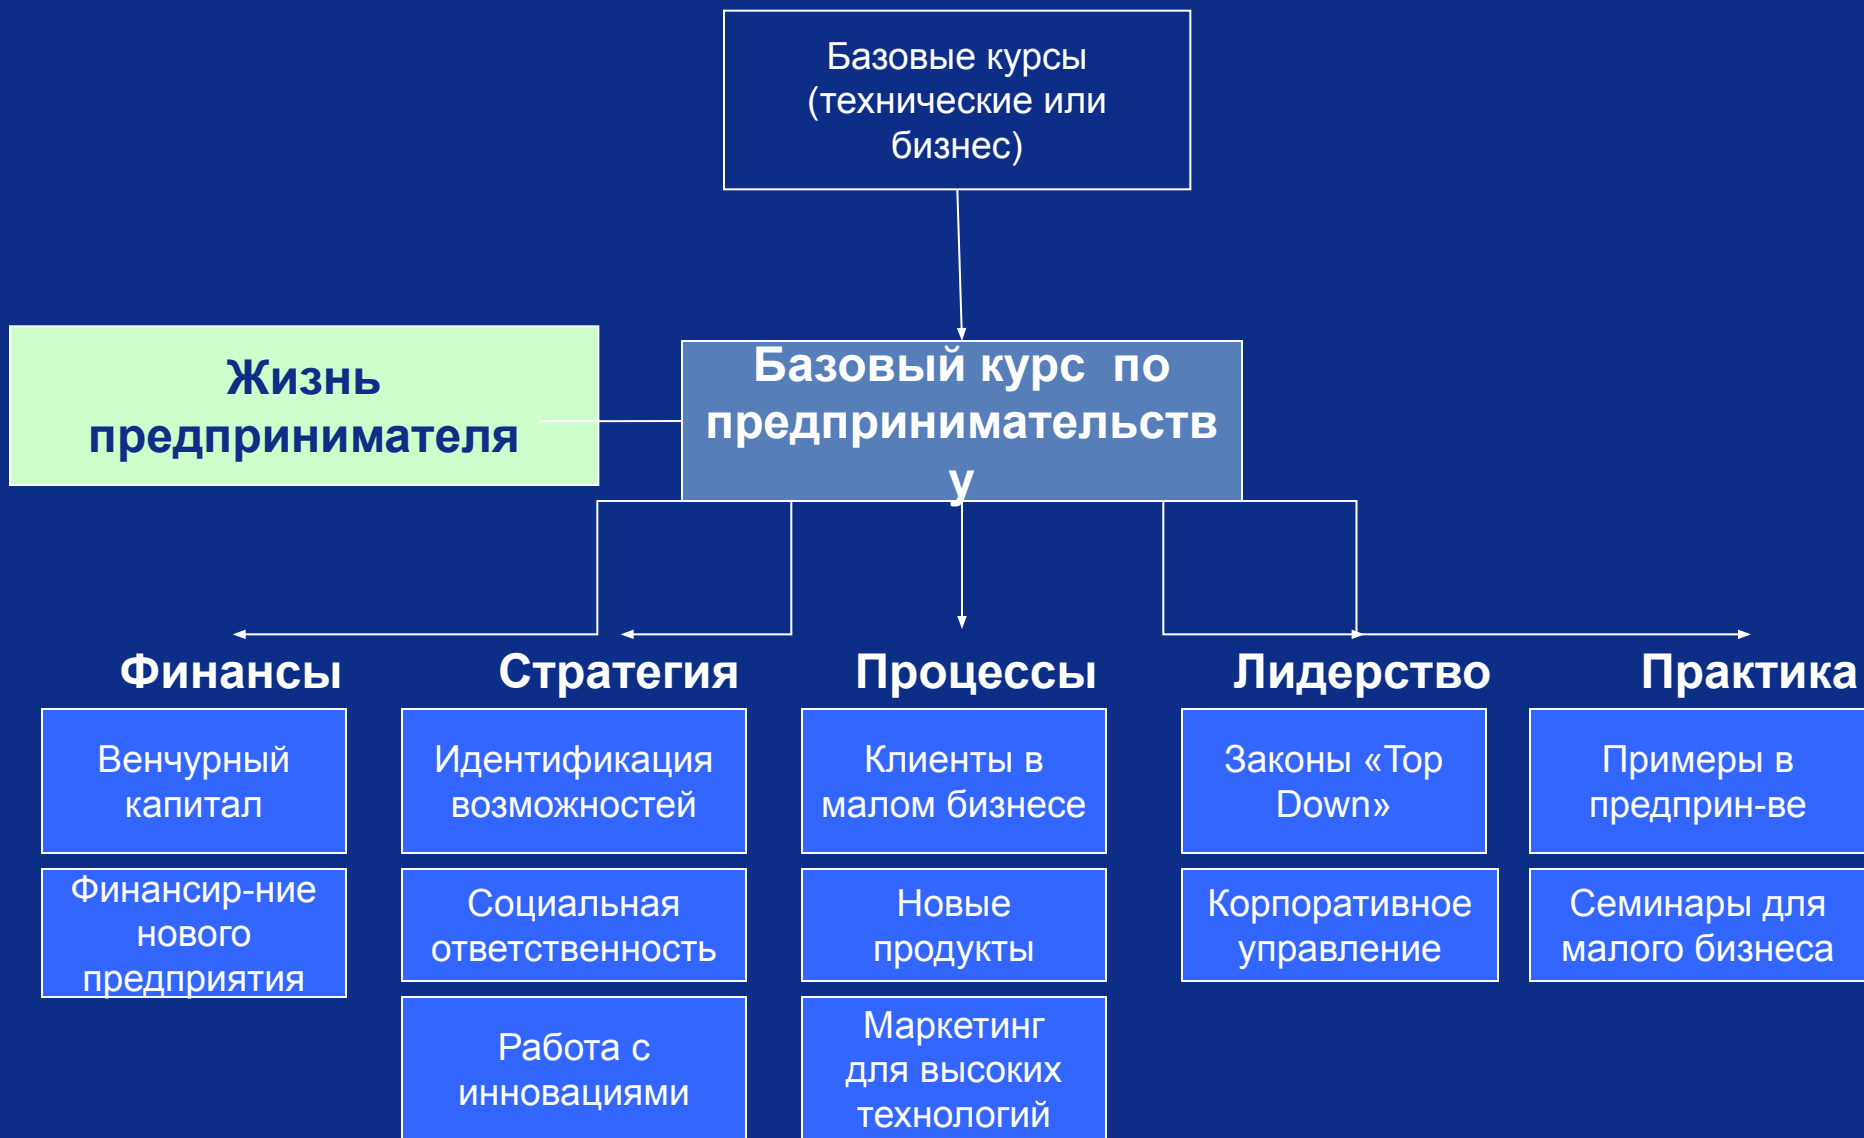 Базовые курсы
(технические или
бизнес)
Жизнь
предпринимателя
Базовый курс по
предпринимательств
у
Финансы
Венчурный
капитал
Финансир-ние
нового
предприятия
Стратегия
Идентификация
возможностей
Социальная
ответственность
Работа с
инновациями
Процессы
Клиенты в
малом бизнесе
Новые
продукты
Маркетинг
для высоких
технологий
Лидерство
Законы «Top
Down»
Корпоративное
управление
Практика
Примеры в
предприн-ве
Семинары для
малого бизнеса